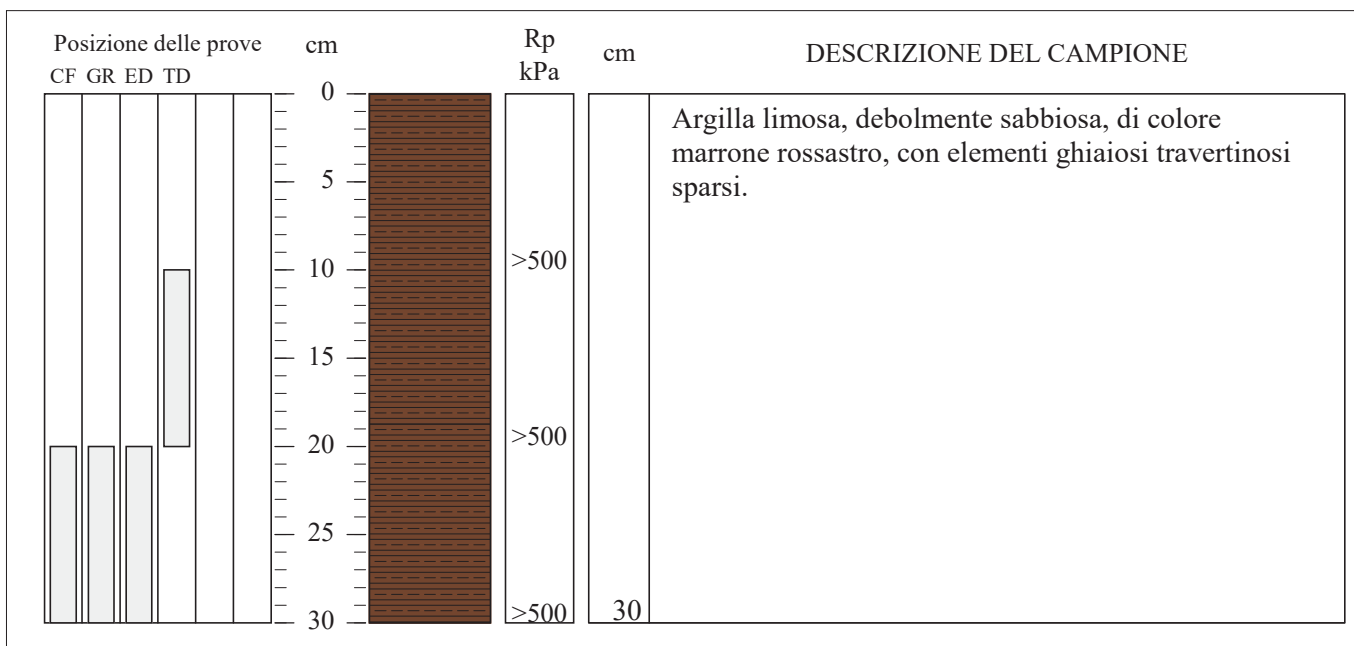 Posizione delle prove
CF GR ED TD
cm
Rp
kPa
cm
DESCRIZIONE DEL CAMPIONE
0
5
10
15
20
25
30
>500
>500
>500
30
Argilla limosa, debolmente sabbiosa, di colore
marrone rossastro, con elementi ghiaiosi travertinosi
sparsi.